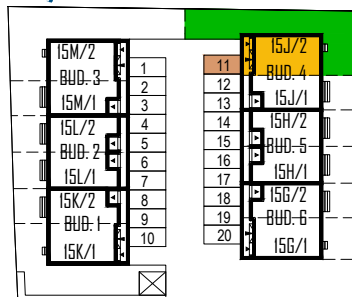 15M/2
BUD. 3
15M/1
15L/2
BUD. 2
15L/1
15K/2
BUD. 1
15K/1
1
2
3
4
5
6
7
8
9
10
11
12
13
14
15
16
17
18
19
20
15J/2
BUD. 4
15J/1
15H/2
BUD. 5
15H/1
15G/2
BUD. 6
15G/1